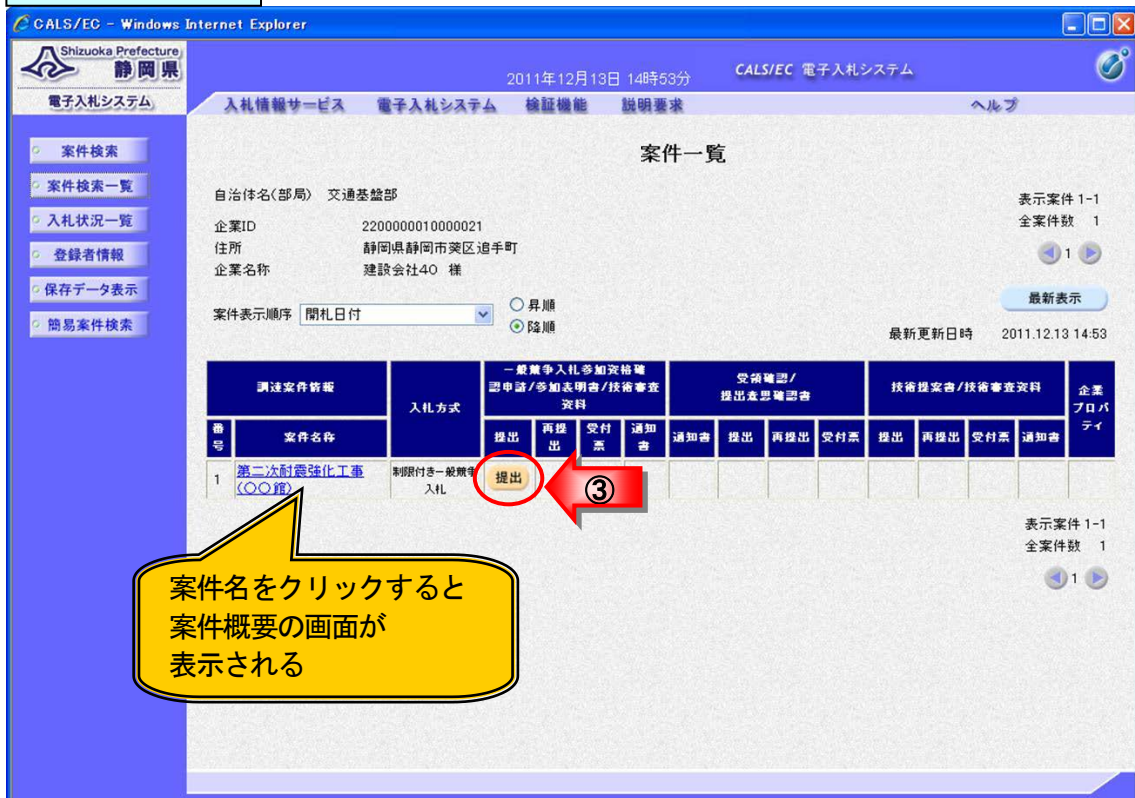 CALS/EC - Windows Internet Explorer
Shizuoka Prefecture
静岡県
2011年12月13日 14時53分
CALS/EC 電子入札システム
電子入札システム
入札情報サービス 電子入札システム 検証機能 説明要求 ヘルプ
案件検索
案件検索一覧
入札状況一覧
登録者情報
保存データ表示
簡易案件検索
案件一覧
自治体名(部局) 交通基盤部
企業ID 2200000010000021
住所 静岡県静岡市葵区追手町
企業名称 建設会社40 様
表示案件 1-1
全案件数 1
1
案件表示順序 開札日付
昇順
降順
最新表示
最新更新日時 2011.12.13 14:53
調達案件情報
入札方式
一般競争入札参加資格確
認申請/参加表明書/技術審査
資料
受領確認/
提出意思確認書
技術提案書/技術審査資料
企業
プロパ
ティ
番号 案件名称 提出 再提出 受付票 通知書 通知書 提出 再提出 受付票 提出 再提出 受付票 通知書
1 第二次耐震強化工事
(〇〇館)
制限付き一般競争
入札
提出
③
表示案件 1-1
全案件数 1
1
案件名をクリックすると
案件概要の画面が
表示される